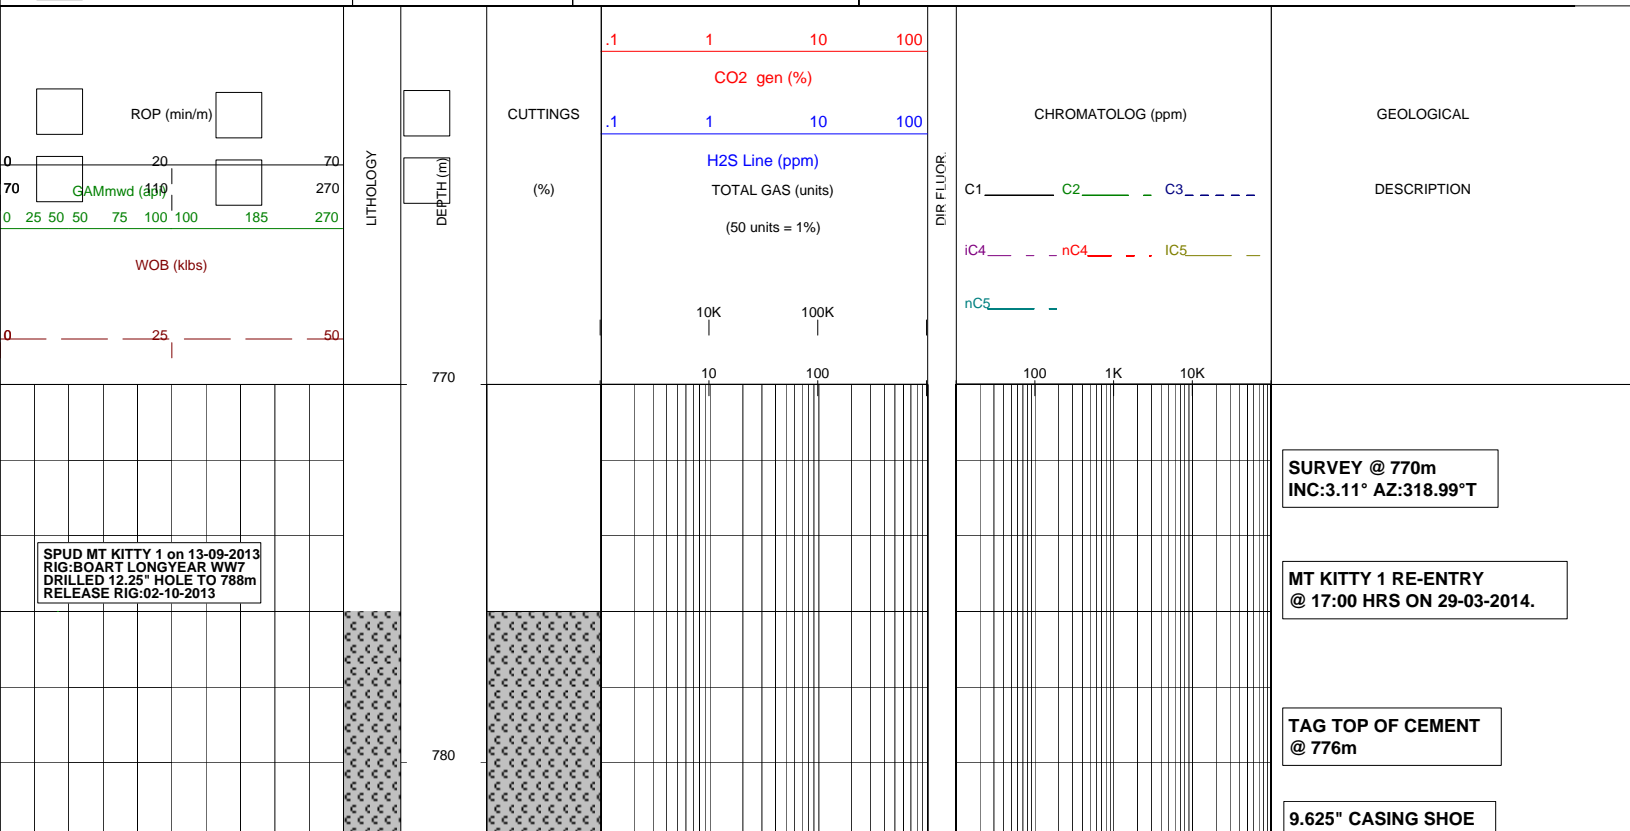 .1 1 10 100
CO2 gen (%)
.1 1 10 100
H2S Line (ppm)
TOTAL GAS (units)
(50 units = 1%)
10K 100K
10 100
ROP (min/m)
0 20 70
70 110 270
GAMmwd (api)
0 25 50 50 75 100 100 185 270
WOB (klbs)
0 25 50
LITHOLOGY
DEPTH (m)
CUTTINGS
(%)
DIR FLUOR.
CHROMATOLOG (ppm)
C1 C2 C3
iC4 nC4 IC5
nC5
100 1K 10K
GEOLOGICAL
DESCRIPTION
770
SURVEY @ 770m
INC:3.11° AZ:318.99°T
SPUD MT KITTY 1 on 13-09-2013
RIG:BOART LONGYEAR WW7
DRILLED 12.25" HOLE TO 788m
RELEASE RIG:02-10-2013
MT KITTY 1 RE-ENTRY
@ 17:00 HRS ON 29-03-2014.
TAG TOP OF CEMENT
@ 776m
780
9.625" CASING SHOE